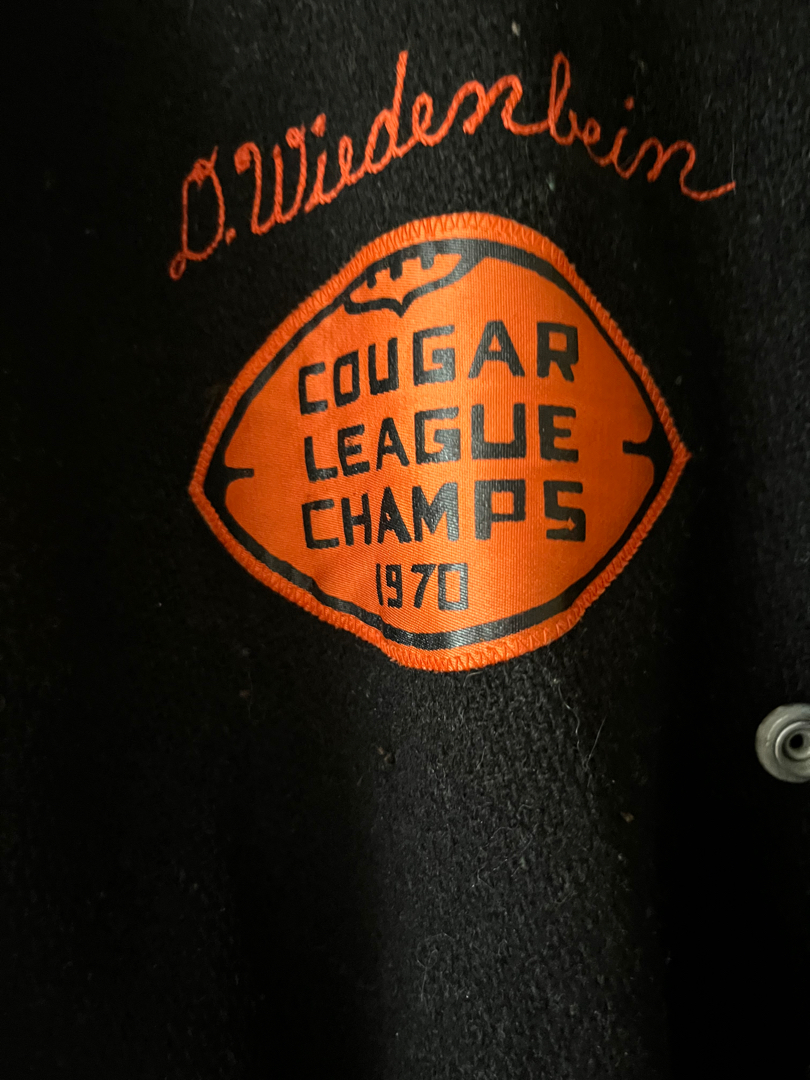 D. Wiedenbein
COUGAR
LEAGUE
CHAMPS
1970